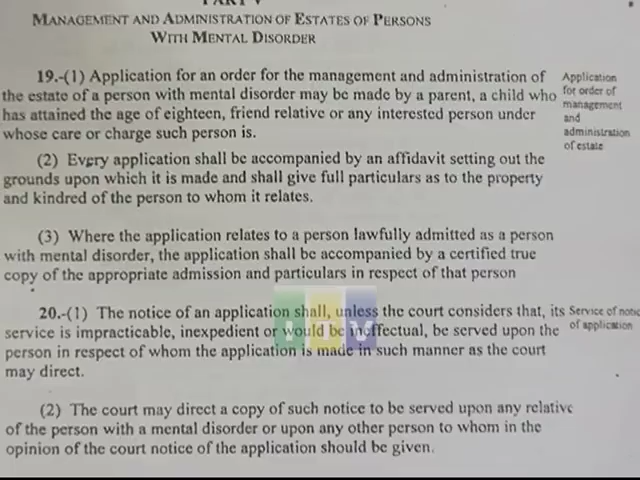 PART V
MANAGEMENT AND ADMINISTRATION OF ESTATES OF PERSONS
WITH MENTAL DISORDER
19.-(1) Application for an order for the management and administration of
the estate of a person with mental disorder may be made by a parent, a child who
has attained the age of eighteen, friend relative or any interested person under
whose care or charge such person is.
Application
for order of
management
and
administration
of estate
(2) Every application shall be accompanied by an affidavit setting out the
grounds upon which it is made and shall give full particulars as to the property
and kindred of the person to whom it relates.
(3) Where the application relates to a person lawfully admitted as a person
with mental disorder, the application shall be accompanied by a certified true
copy of the appropriate admission and particulars in respect of that person
20.-(1) The notice of an application shall, unless the court considers that, its
service is impracticable, inexpedient or would be ineffectual, be served upon the
person in respect of whom the application is made in such manner as the court
may direct.
Service of notic
of application
(2) The court may direct a copy of such notice to be served upon any relative
of the person with a mental disorder or upon any other person to whom in the
opinion of the court notice of the application should be given.